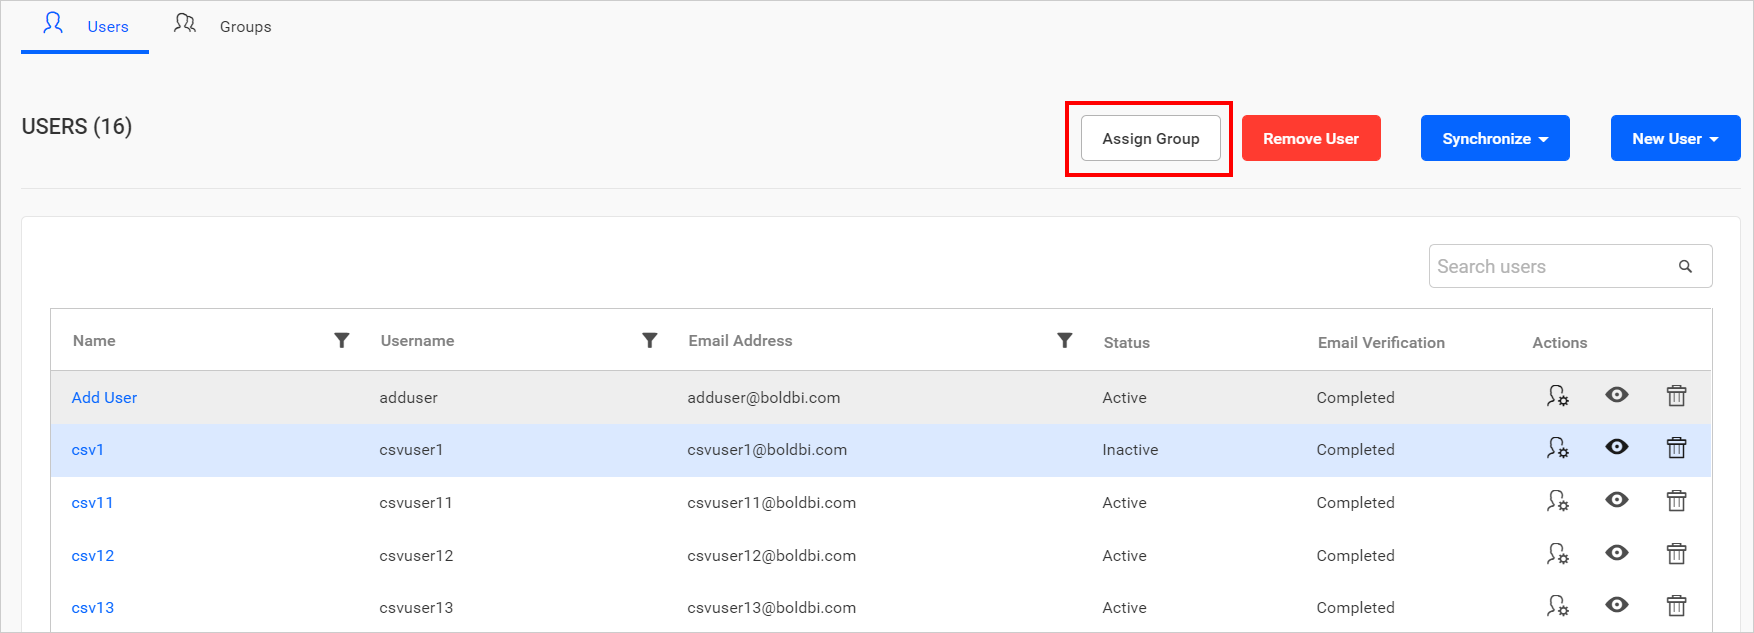 Users Groups
USERS (16)
Assign Group Remove User Synchronize New User
Search users
Name Username Email Address Status Email Verification Actions
Add User adduser adduser@boldbi.com Active Completed
csv1 csvuser1 csvuser1@boldbi.com Inactive Completed
csv11 csvuser11 csvuser11@boldbi.com Active Completed
csv12 csvuser12 csvuser12@boldbi.com Active Completed
csv13 csvuser13 csvuser13@boldbi.com Active Completed